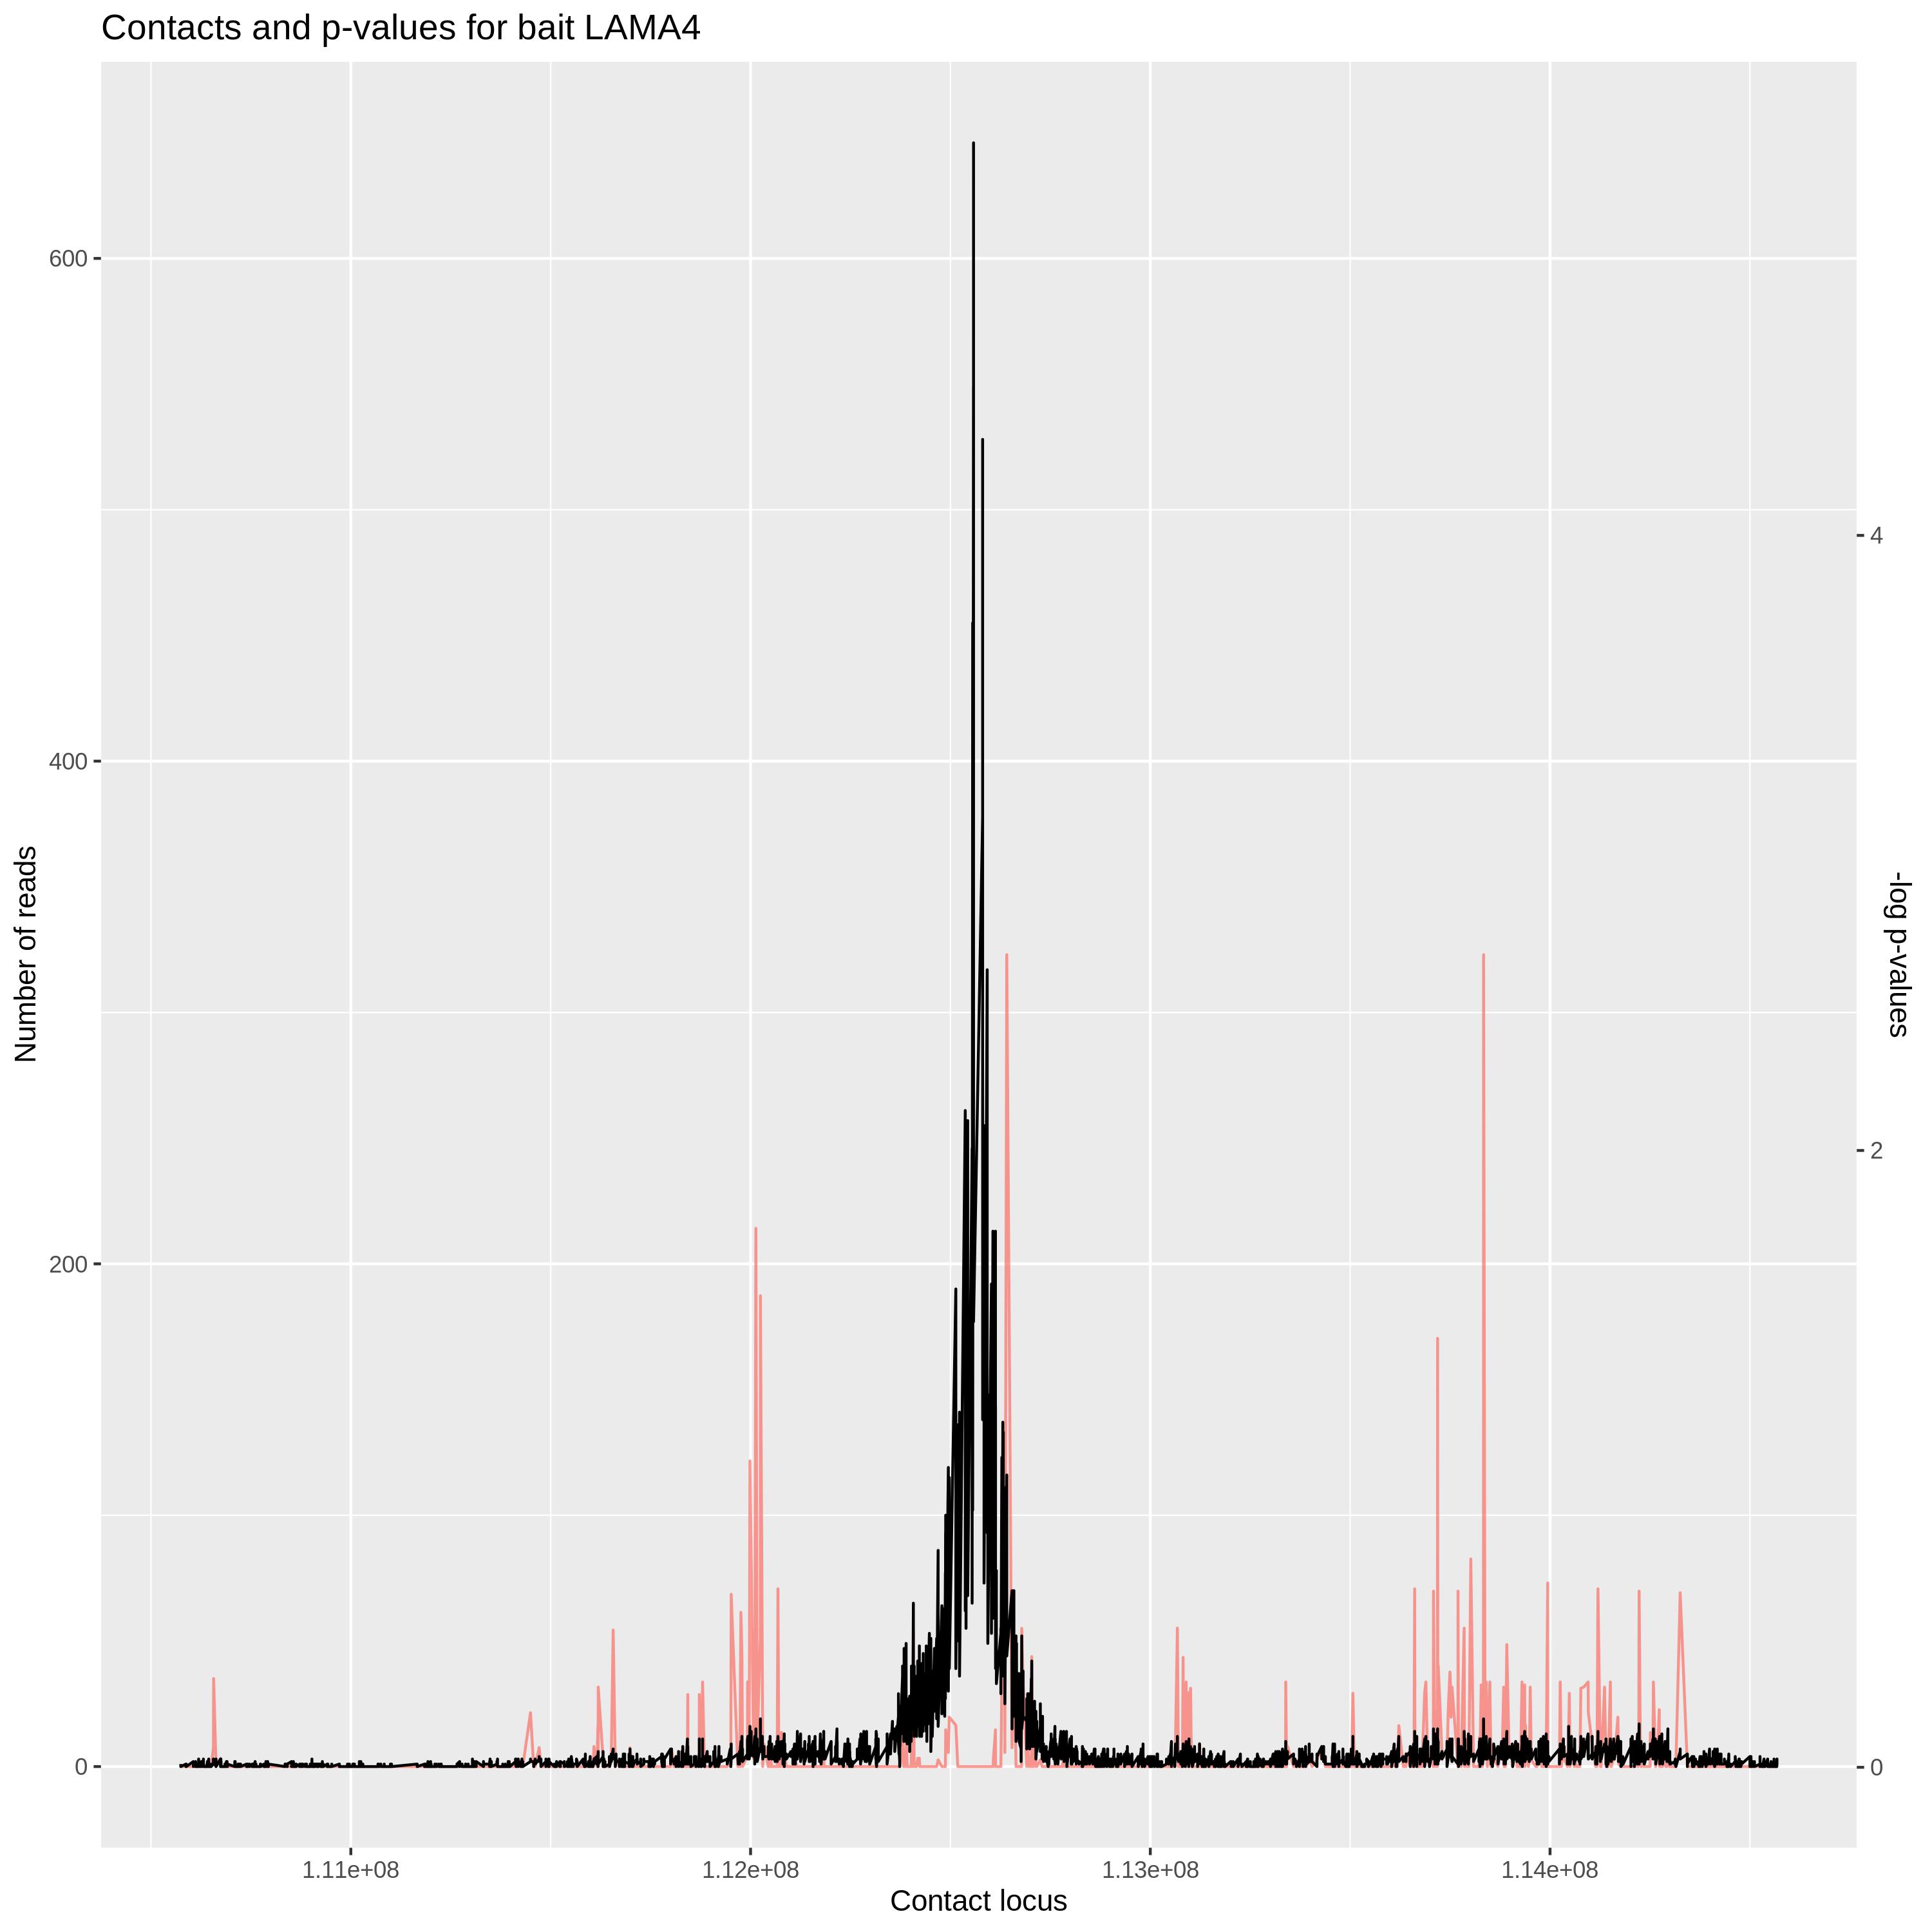 Contacts and p-values for bait LAMA4
600
400
200
0
Number of reads
4
2
0
-log p-values
1.11e+08
1.12e+08
1.13e+08
1.14e+08
Contact locus